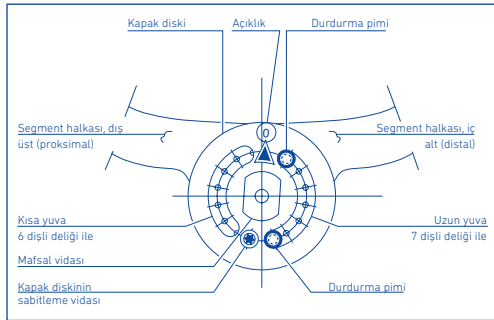 Kapak diski
Açıklık
Durdurma pimi
0
Segment halkası, dış
üst (proksimal)
Segment halkası, iç
alt (distal)
Kısa yuva
6 dişli deliği ile
Uzun yuva
7 dişli deliği ile
Mafsal vidası
Kapak diskinin
sabitleme vidası
Durdurma pimi